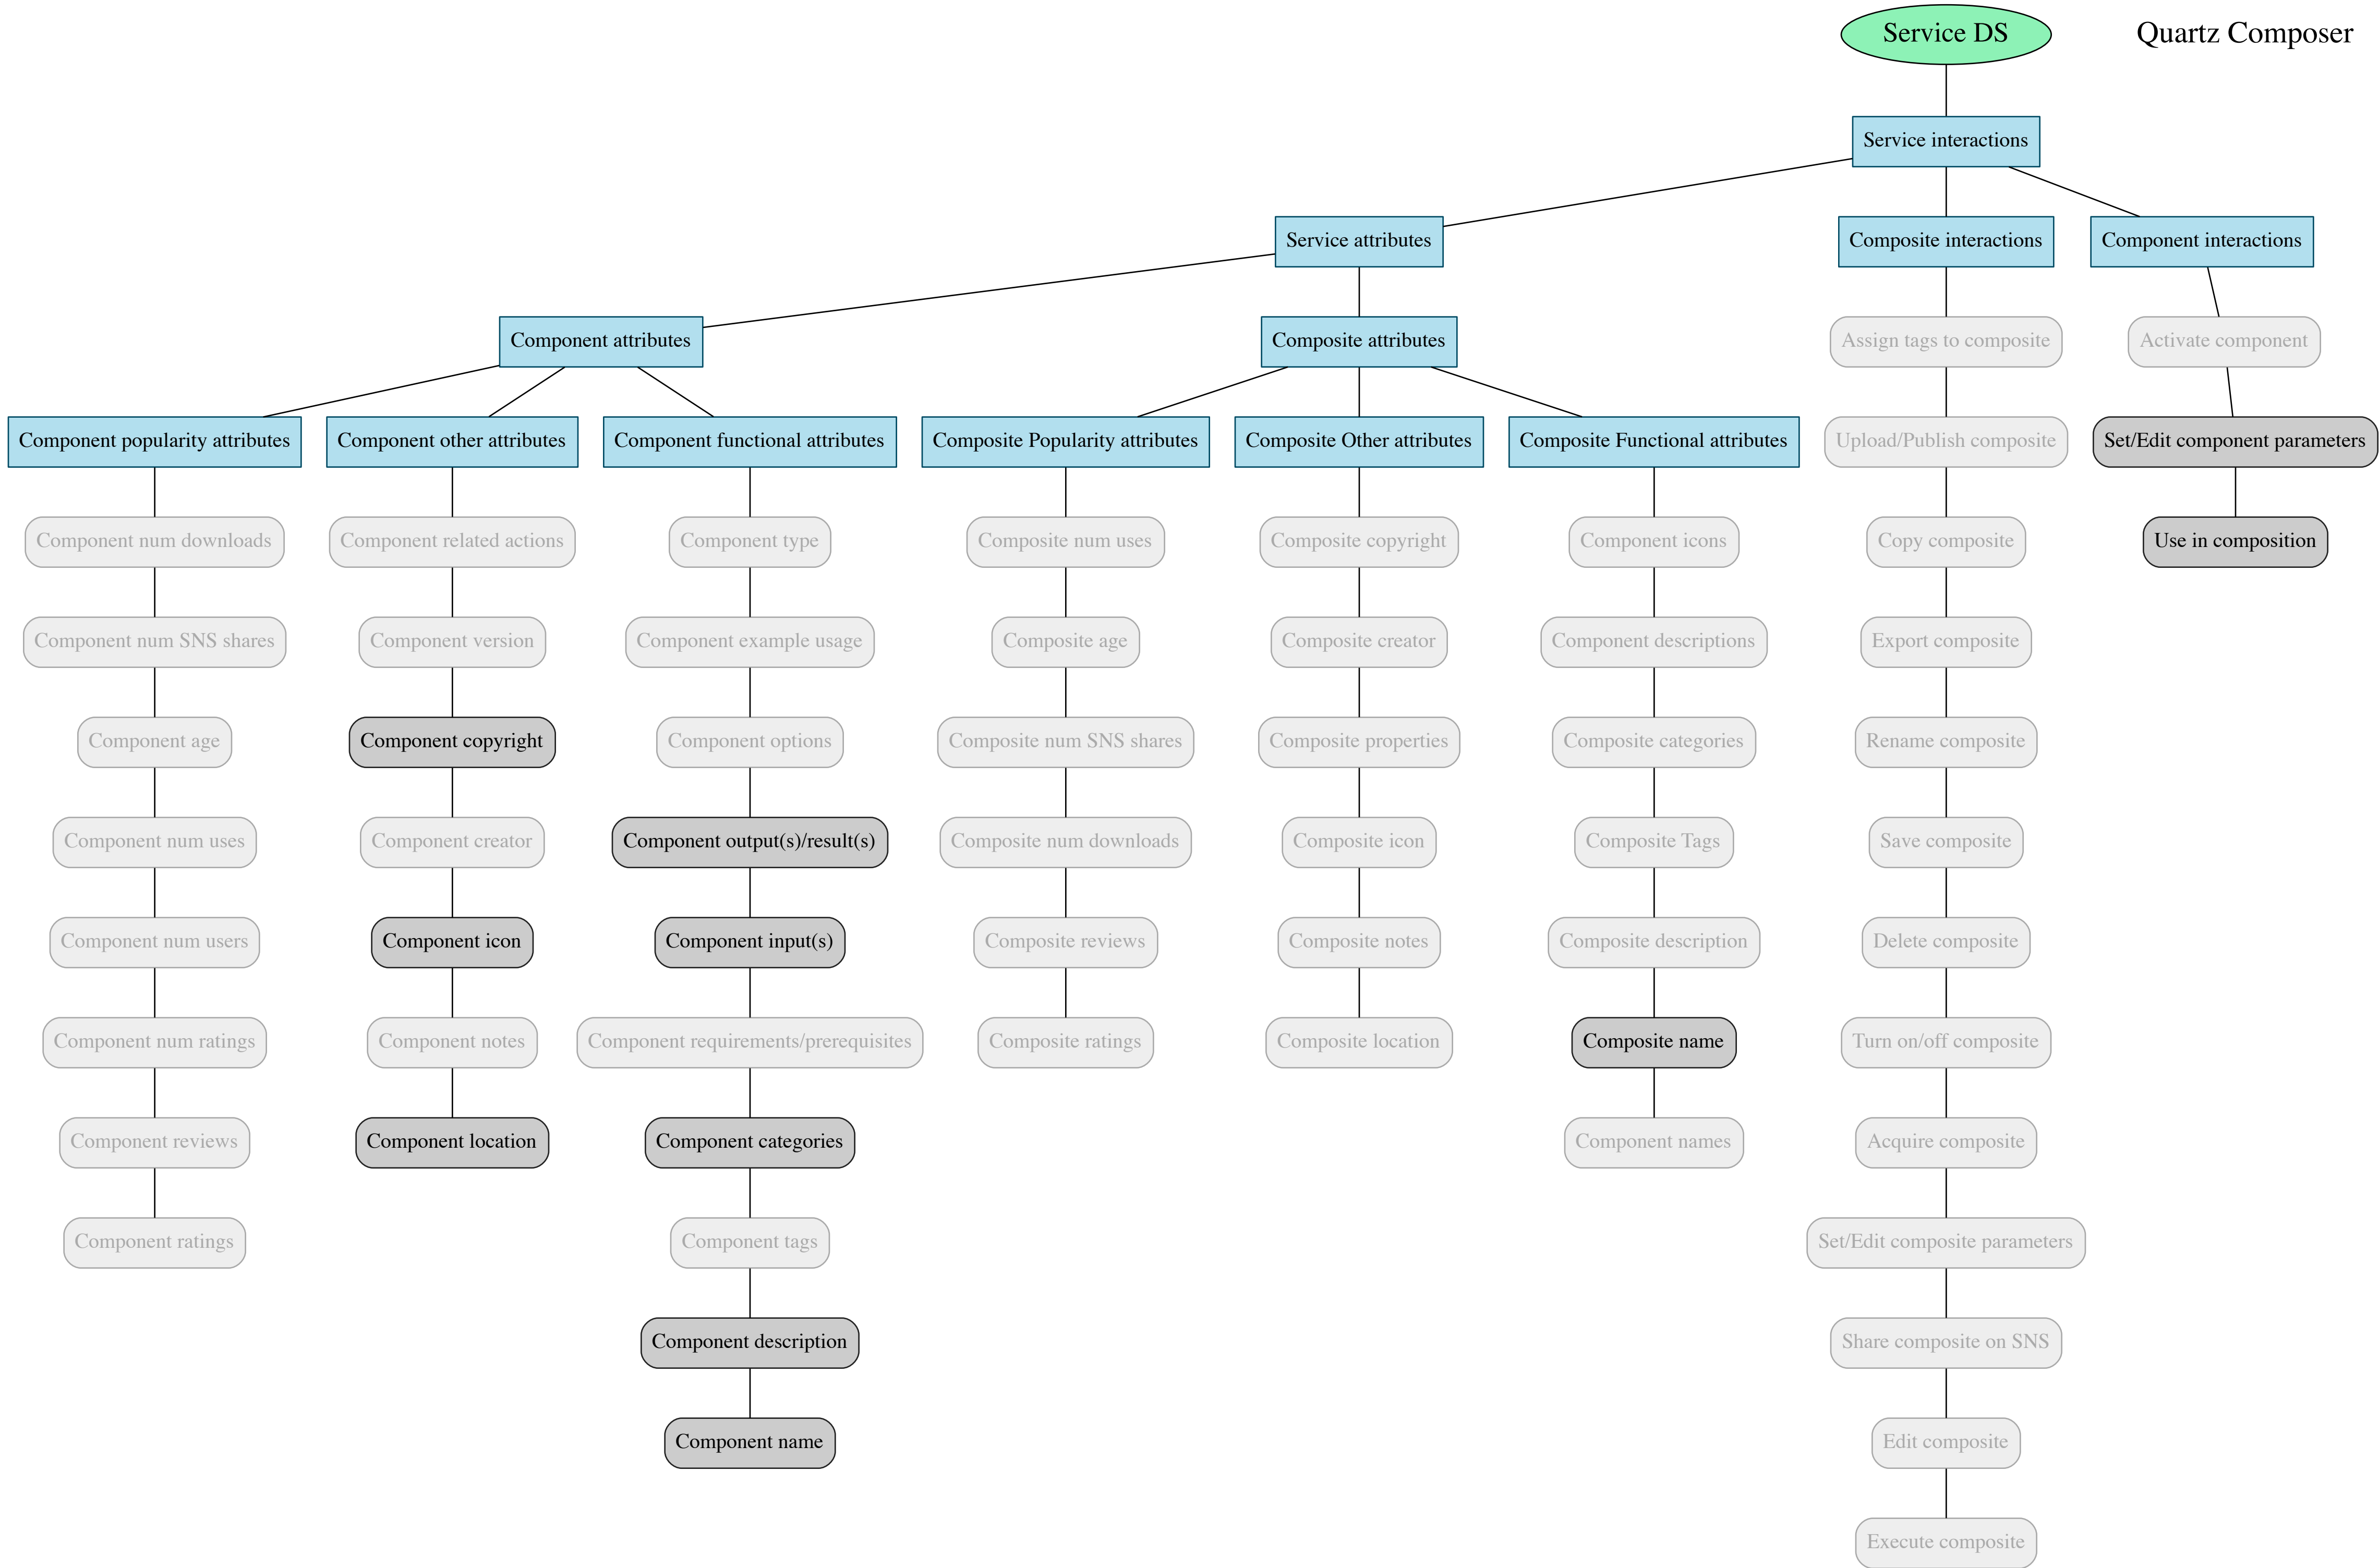 Service DS
Quartz Composer
Service interactions
Service attributes
Composite interactions
Component interactions
Component attributes
Composite attributes
Assign tags to composite
Activate component
Component popularity attributes
Component other attributes
Component functional attributes
Composite Popularity attributes
Composite Other attributes
Composite Functional attributes
Upload/Publish composite
Set/Edit component parameters
Component num downloads
Component related actions
Component type
Composite num uses
Composite copyright
Component icons
Copy composite
Use in composition
Component num SNS shares
Component version
Component example usage
Composite age
Composite creator
Component descriptions
Export composite
Component age
Component copyright
Component options
Composite num SNS shares
Composite properties
Composite categories
Rename composite
Component num uses
Component creator
Component output(s)/result(s)
Composite num downloads
Composite icon
Composite Tags
Save composite
Component num users
Component icon
Component input(s)
Composite reviews
Composite notes
Composite description
Delete composite
Component num ratings
Component notes
Component requirements/prerequisites
Composite ratings
Composite location
Composite name
Turn on/off composite
Component reviews
Component location
Component categories
Component names
Acquire composite
Component ratings
Component tags
Set/Edit composite parameters
Component description
Share composite on SNS
Component name
Edit composite
Execute composite